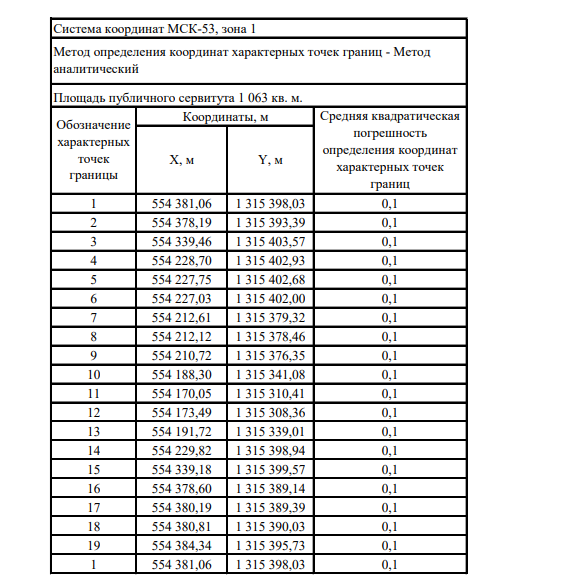 Система координат МСК-53, зона 1
Метод определения координат характерных точек границ - Метод
аналитический
Площадь публичного сервитута 1 063 кв. м.
Обозначение
характерных
точек
границы
Координаты, м
X, м
Y, м
Средняя квадратическая
погрешность
определения координат
характерных точек
границ
1 554 381,06 1 315 398,03 0,1
2 554 378,19 1 315 393,39 0,1
3 554 339,46 1 315 403,57 0,1
4 554 228,70 1 315 402,93 0,1
5 554 227,75 1 315 402,68 0,1
6 554 227,03 1 315 402,00 0,1
7 554 212,61 1 315 379,32 0,1
8 554 212,12 1 315 378,46 0,1
9 554 210,72 1 315 376,35 0,1
10 554 188,30 1 315 341,08 0,1
11 554 170,05 1 315 310,41 0,1
12 554 173,49 1 315 308,36 0,1
13 554 191,72 1 315 339,01 0,1
14 554 229,82 1 315 398,94 0,1
15 554 339,18 1 315 399,57 0,1
16 554 378,60 1 315 389,14 0,1
17 554 380,19 1 315 389,39 0,1
18 554 380,81 1 315 390,03 0,1
19 554 384,34 1 315 395,73 0,1
1 554 381,06 1 315 398,03 0,1